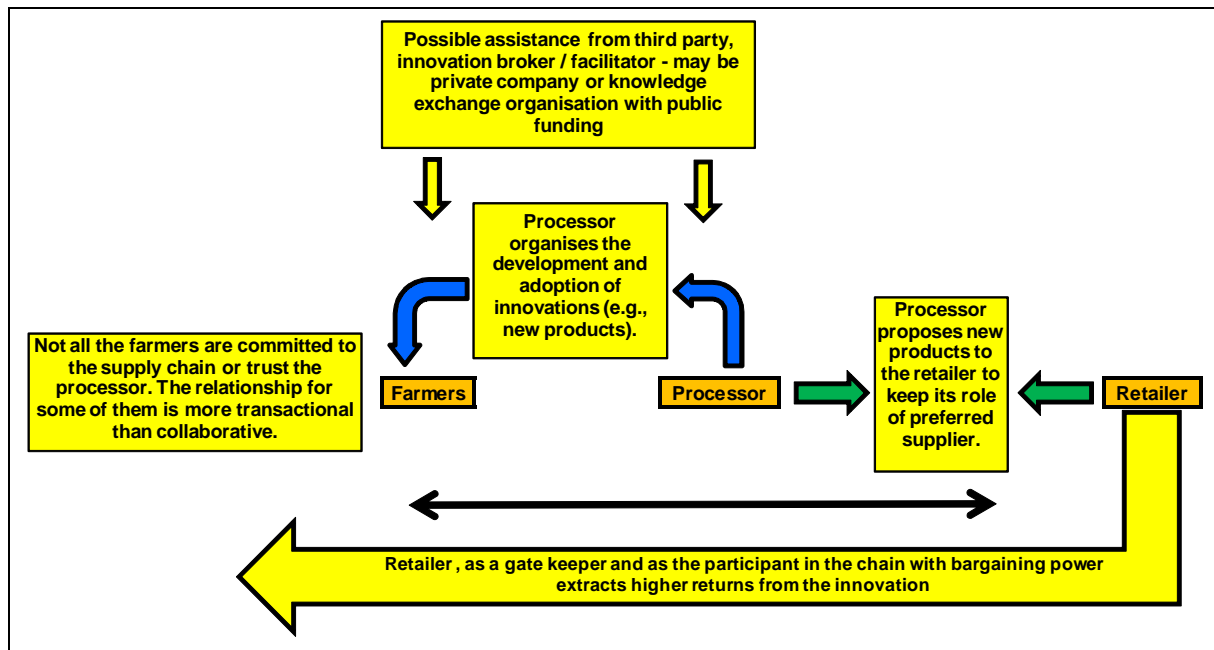 Possible assistance from third party,
innovation broker / facilitator - may be
private company or knowledge
exchange organisation with public
funding
Processor
organises the
development and
adoption of
innovations (e.g.,
new products).
Not all the farmers are committed to
the supply chain or trust the
processor. The relationship for
some of them is more transactional
than collaborative.
Farmers
Processor
Processor
proposes new
products to
the retailer to
keep its role
of preferred
supplier.
Retailer
Retailer , as a gate keeper and as the participant in the chain with bargaining power
extracts higher returns from the innovation